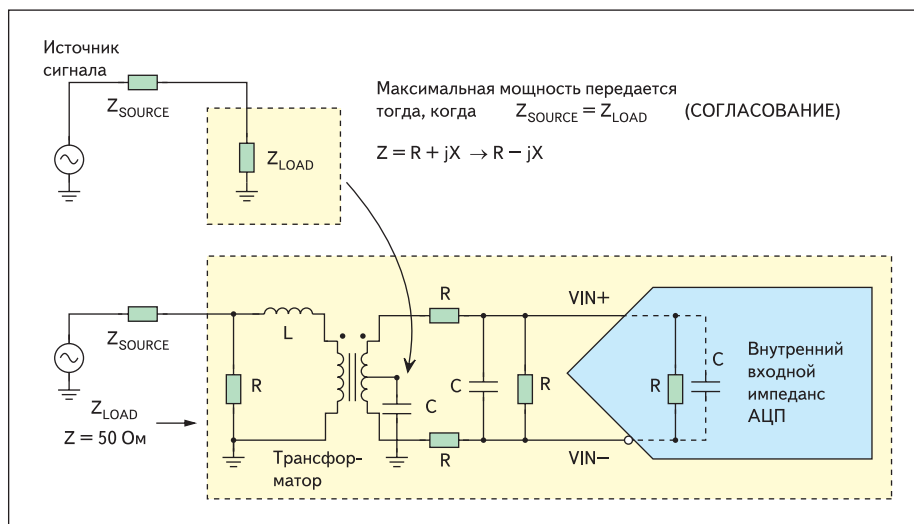 Источник
сигнала
Z_SOURCE
Z_LOAD
Максимальная мощность передается
тогда, когда Z_SOURCE = Z_LOAD (СОГЛАСОВАНИЕ)
Z = R + jX → R − jX
Z_SOURCE
R
L
Z_LOAD
Z = 50 Ом
Трансфор-
матор
C
R
R
C
R
VIN+
VIN−
R
C
Внутренний
входной
импеданс
АЦП